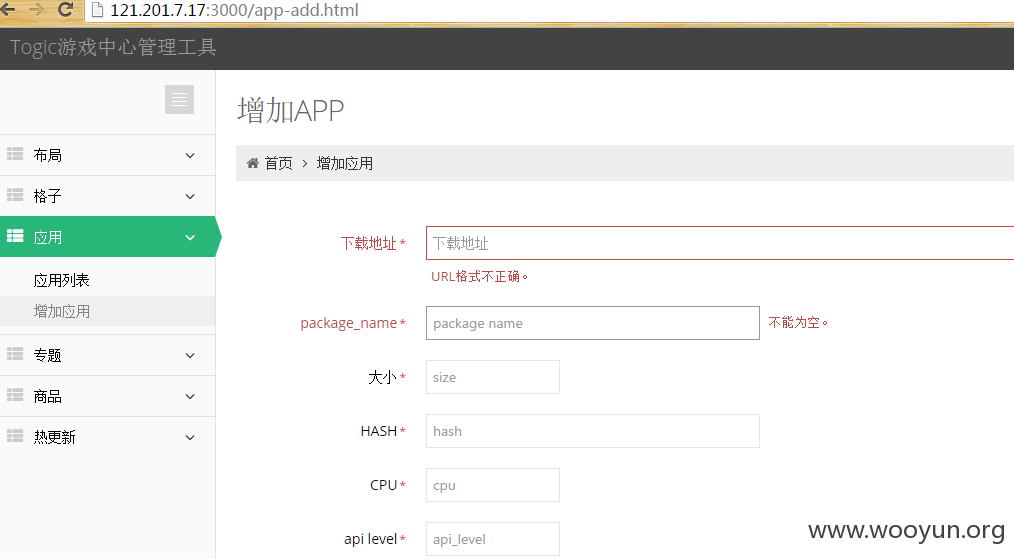 121.201.7.17:3000/app-add.html
Togic游戏中心管理工具
布局
格子
应用
应用列表
增加应用
专题
商品
热更新
增加APP
首页 > 增加应用
下载地址* 下载地址
URL格式不正确。
package_name* package name 不能为空。
大小* size
HASH* hash
CPU* cpu
api level* api_level
www.wooyun.org